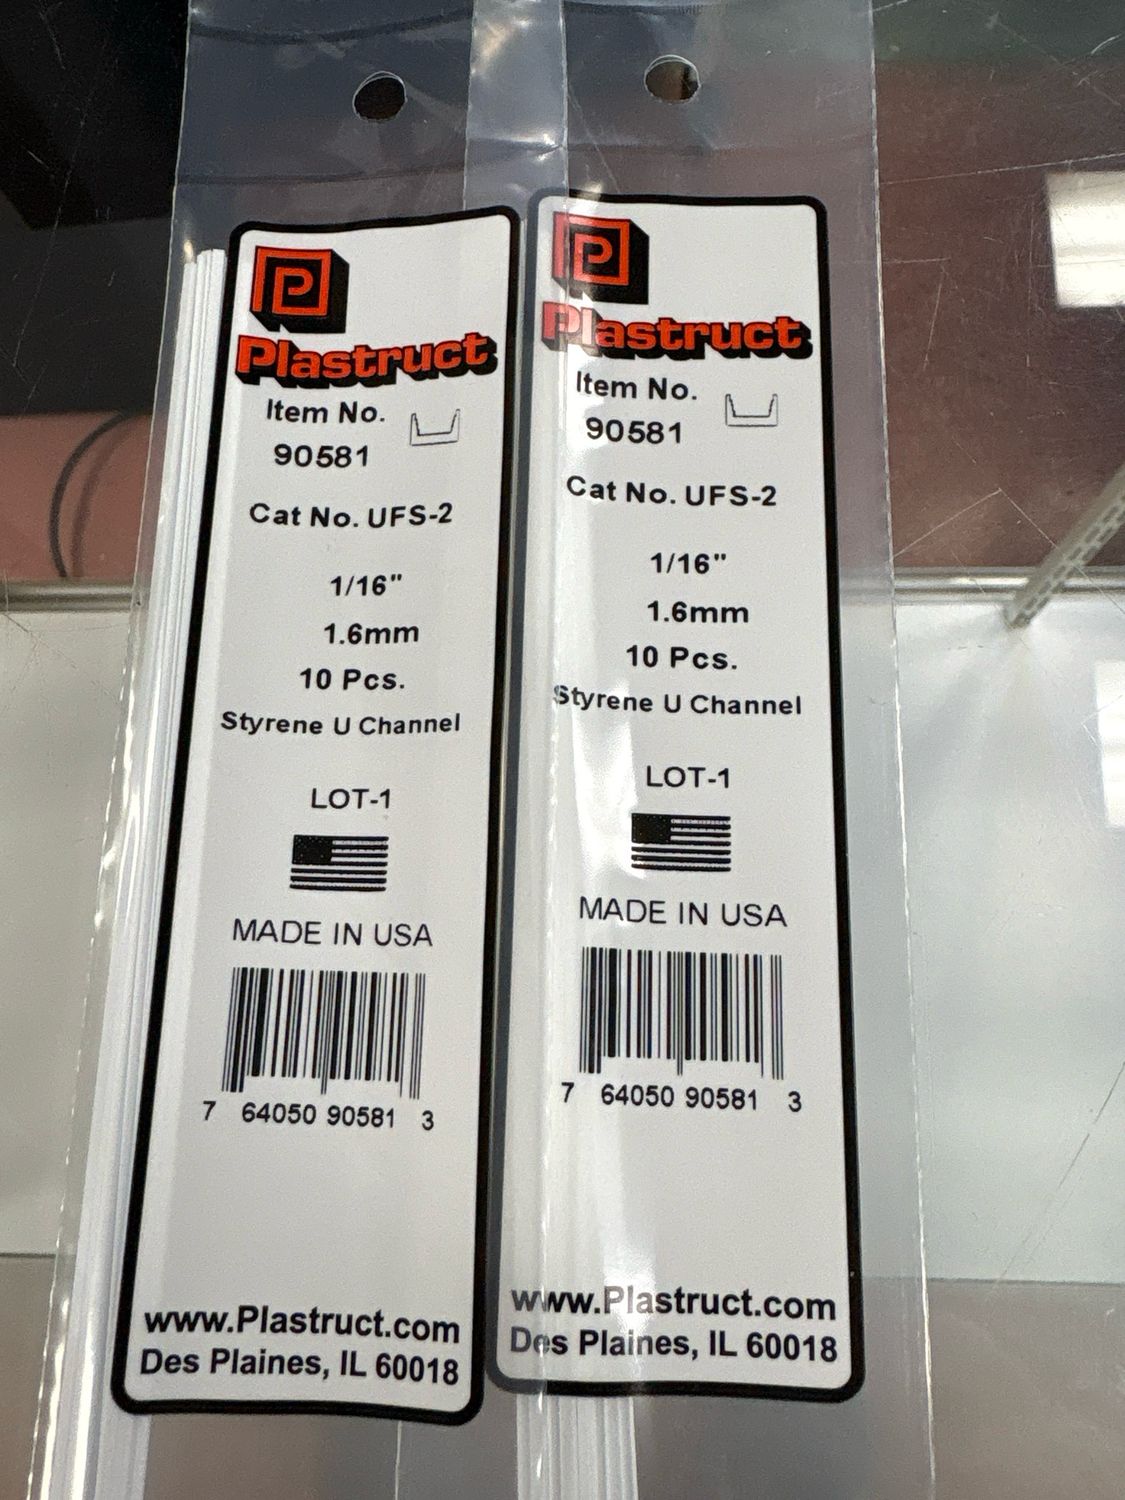 P
Plastruct
Item No.
90581
Cat No. UFS-2
1/16"
1.6mm
10 Pcs.
Styrene U Channel
LOT-1
MADE IN USA
7 64050 90581 3
www.Plastruct.com
Des Plaines, IL 60018
P
Plastruct
Item No.
90581
Cat No. UFS-2
1/16"
1.6mm
10 Pcs.
Styrene U Channel
LOT-1
MADE IN USA
7 64050 90581 3
www.Plastruct.com
Des Plaines, IL 60018